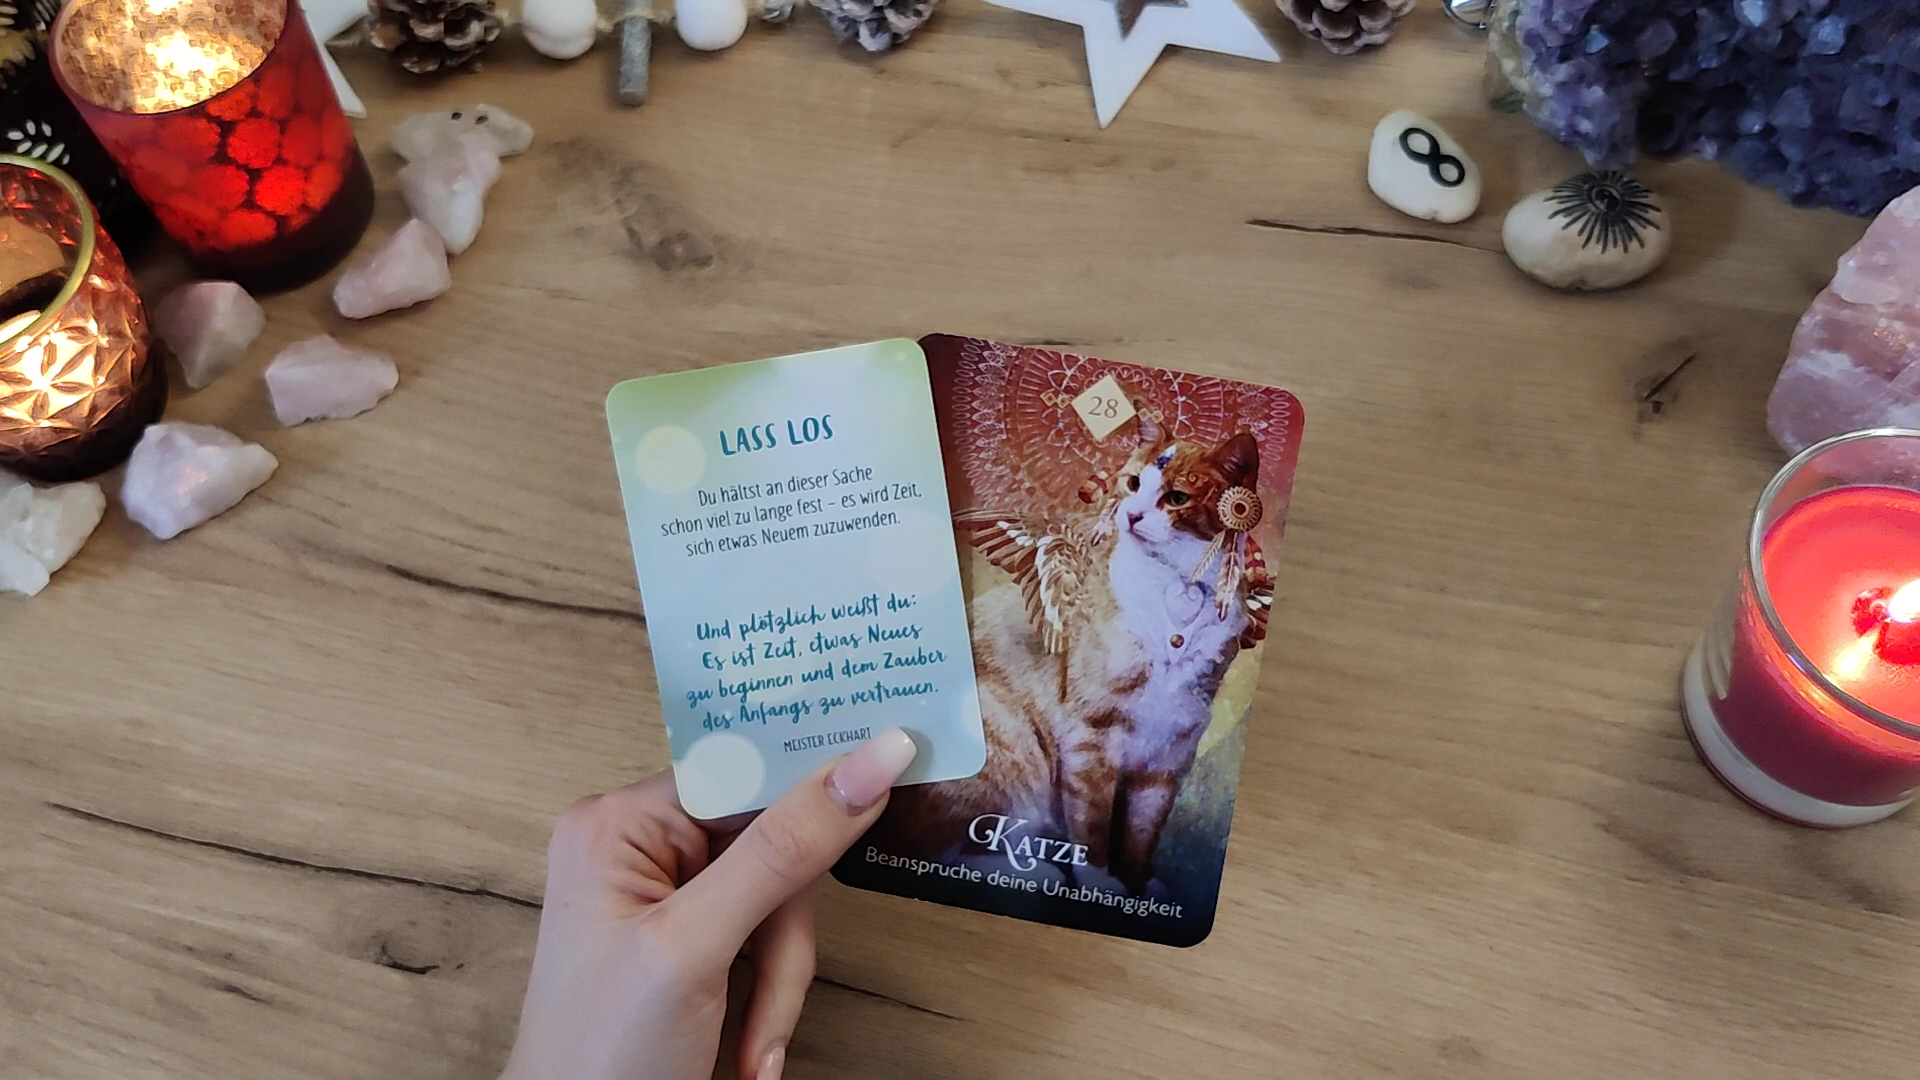 LASS LOS
Du hältst an dieser Sache
schon viel zu lange fest – es wird Zeit,
sich etwas Neuem zuzuwenden.
Und plötzlich weißt du:
Es ist Zeit, etwas Neues
zu beginnen und dem Zauber
des Anfangs zu vertrauen.
MEISTER ECKHART
28
KATZE
Beanspruche deine Unabhängigkeit